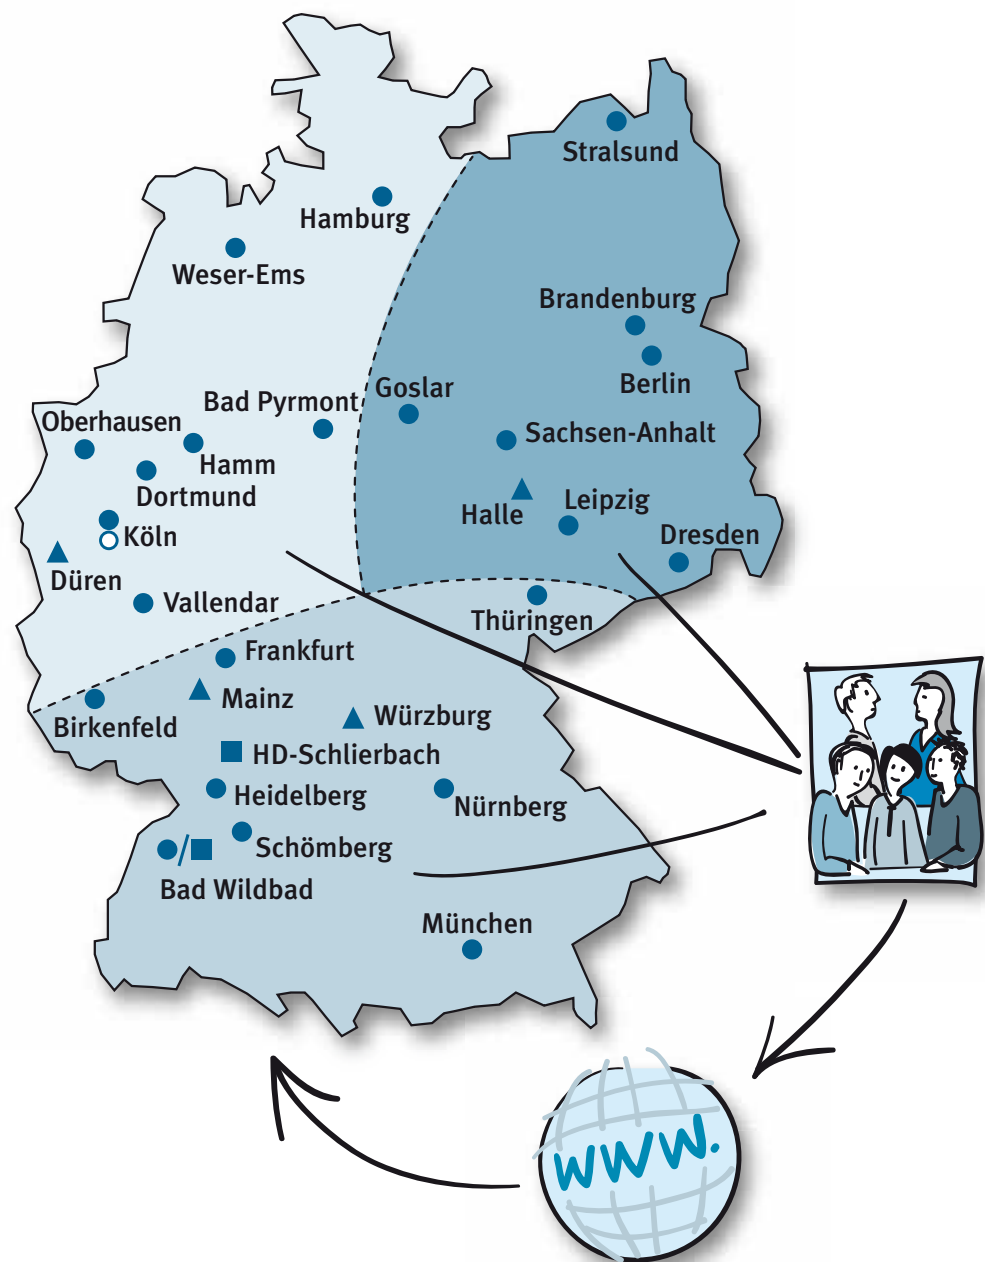 Stralsund
Hamburg
Weser-Ems
Brandenburg
Berlin
Goslar
Bad Pyrmont
Oberhausen
Sachsen-Anhalt
Hamm
Dortmund
Leipzig
Halle
Köln
Dresden
Düren
Vallendar
Thüringen
Frankfurt
Mainz
Würzburg
Birkenfeld
HD-Schlierbach
Heidelberg
Nürnberg
/
Schömberg
Bad Wildbad
München
www.